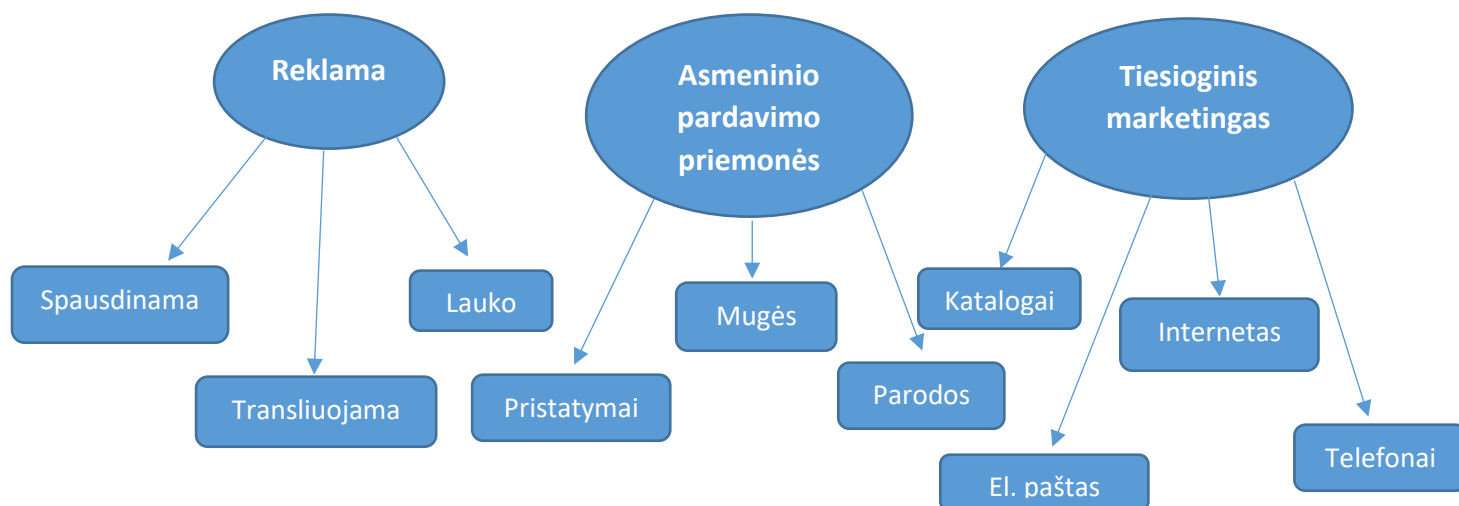 Reklama
Asmeninio
pardavimo
priemonės
Tiesioginis
marketingas
Spausdinama
Transliuojama
Lauko
Pristatymai
Mugės
Parodos
Katalogai
El. paštas
Internetas
Telefonai